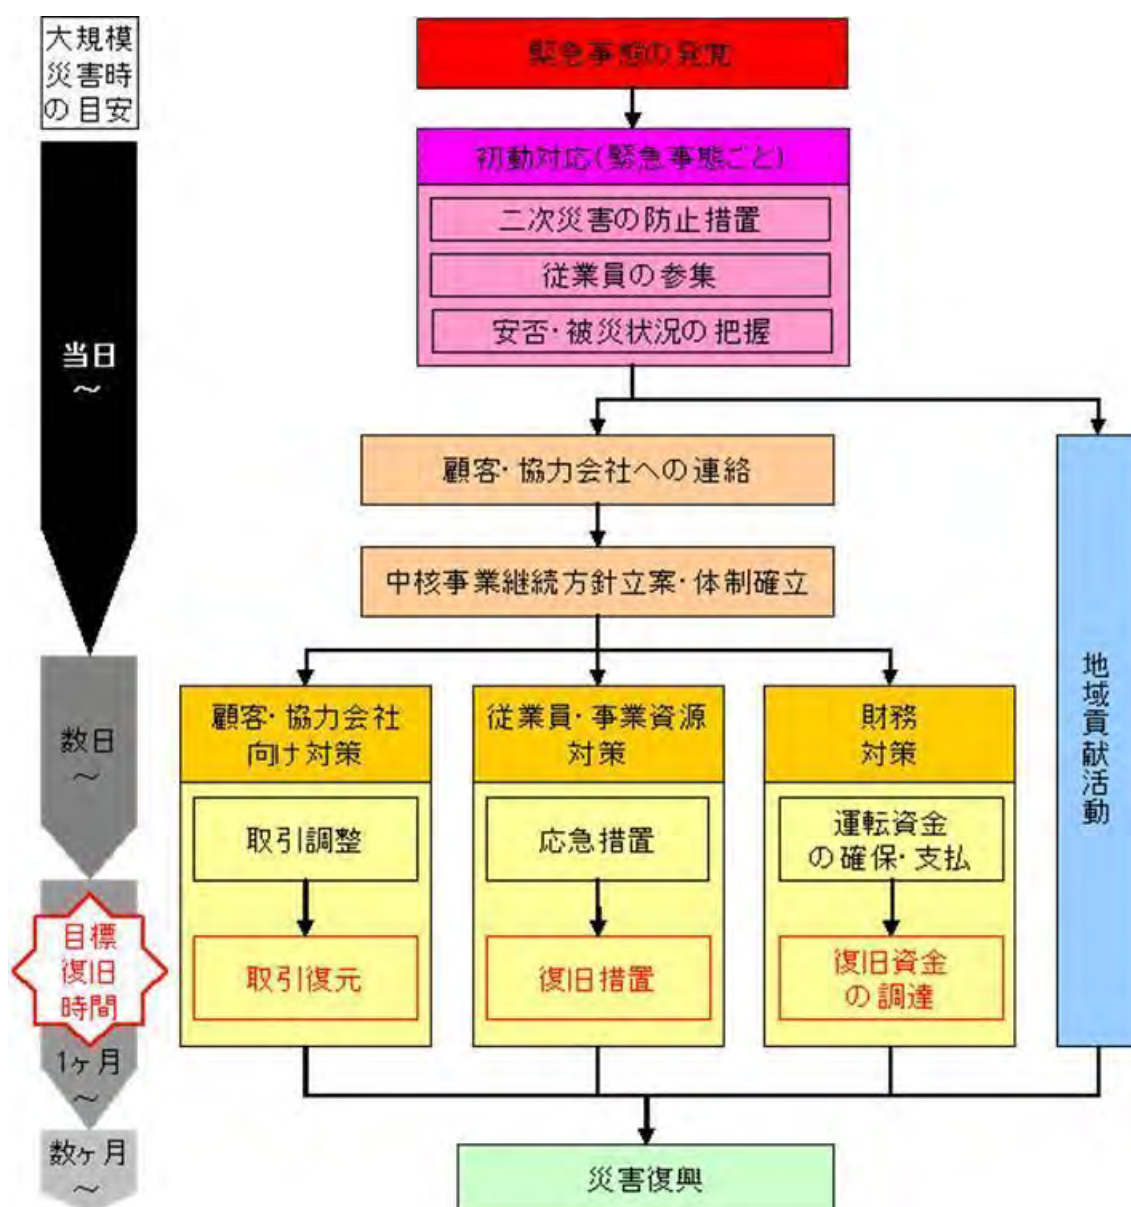 大規模
災害時
の目安
緊急事態の発覚
初動対応(緊急事態ごと)
二次災害の防止措置
従業員の参集
安否・被災状況の把握
当日
～
顧客・協力会社への連絡
中核事業継続方針立案・体制確立
数日
～
顧客・協力会社
向け対策
取引調整
取引復元
従業員・事業資源
対策
応急措置
復旧措置
財務
対策
運転資金
の確保・支払
復旧資金
の調達
地域貢献活動
目標
復旧
時間
1ヶ月
～
数ヶ月
～
災害復興